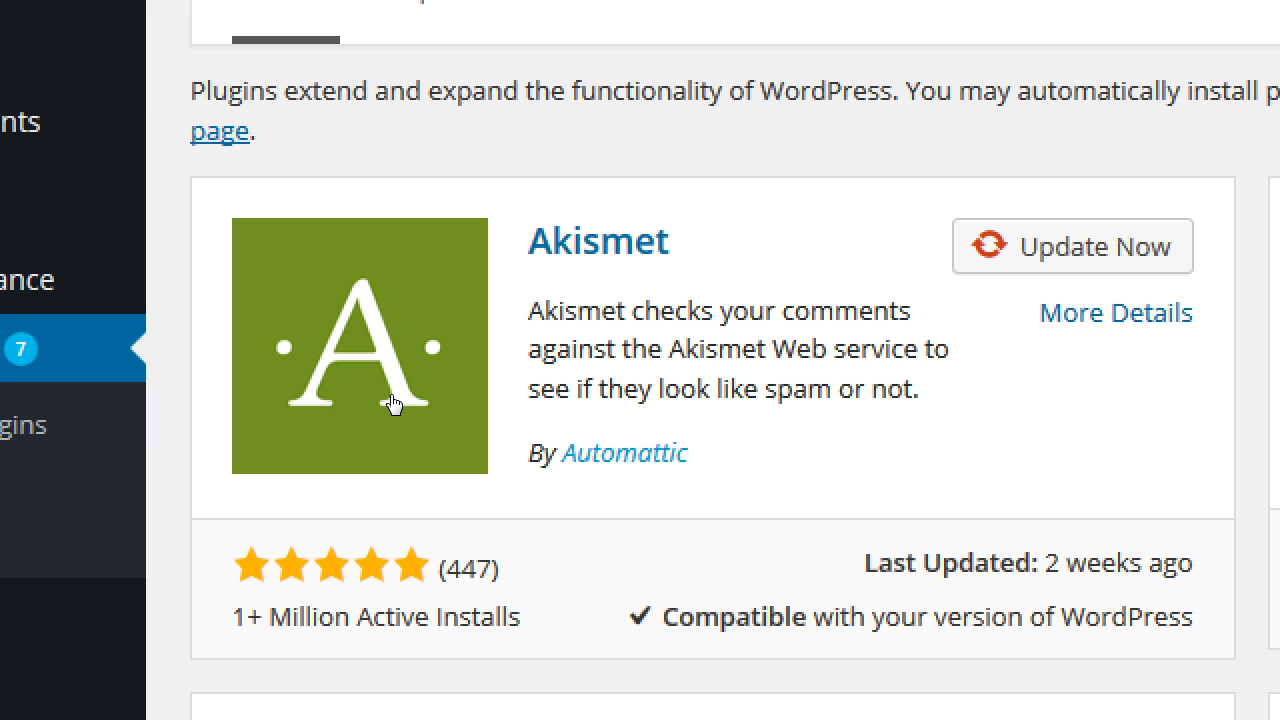 Plugins extend and expand the functionality of WordPress. You may automatically install p
page.
nts
Akismet
Update Now
ance
Akismet checks your comments
More Details
against the Akismet Web service to
7
see if they look like spam or not.
gins
By Automattic
A
(447)
Last Updated: 2 weeks ago
1+ Million Active Installs
✔ Compatible with your version of WordPress